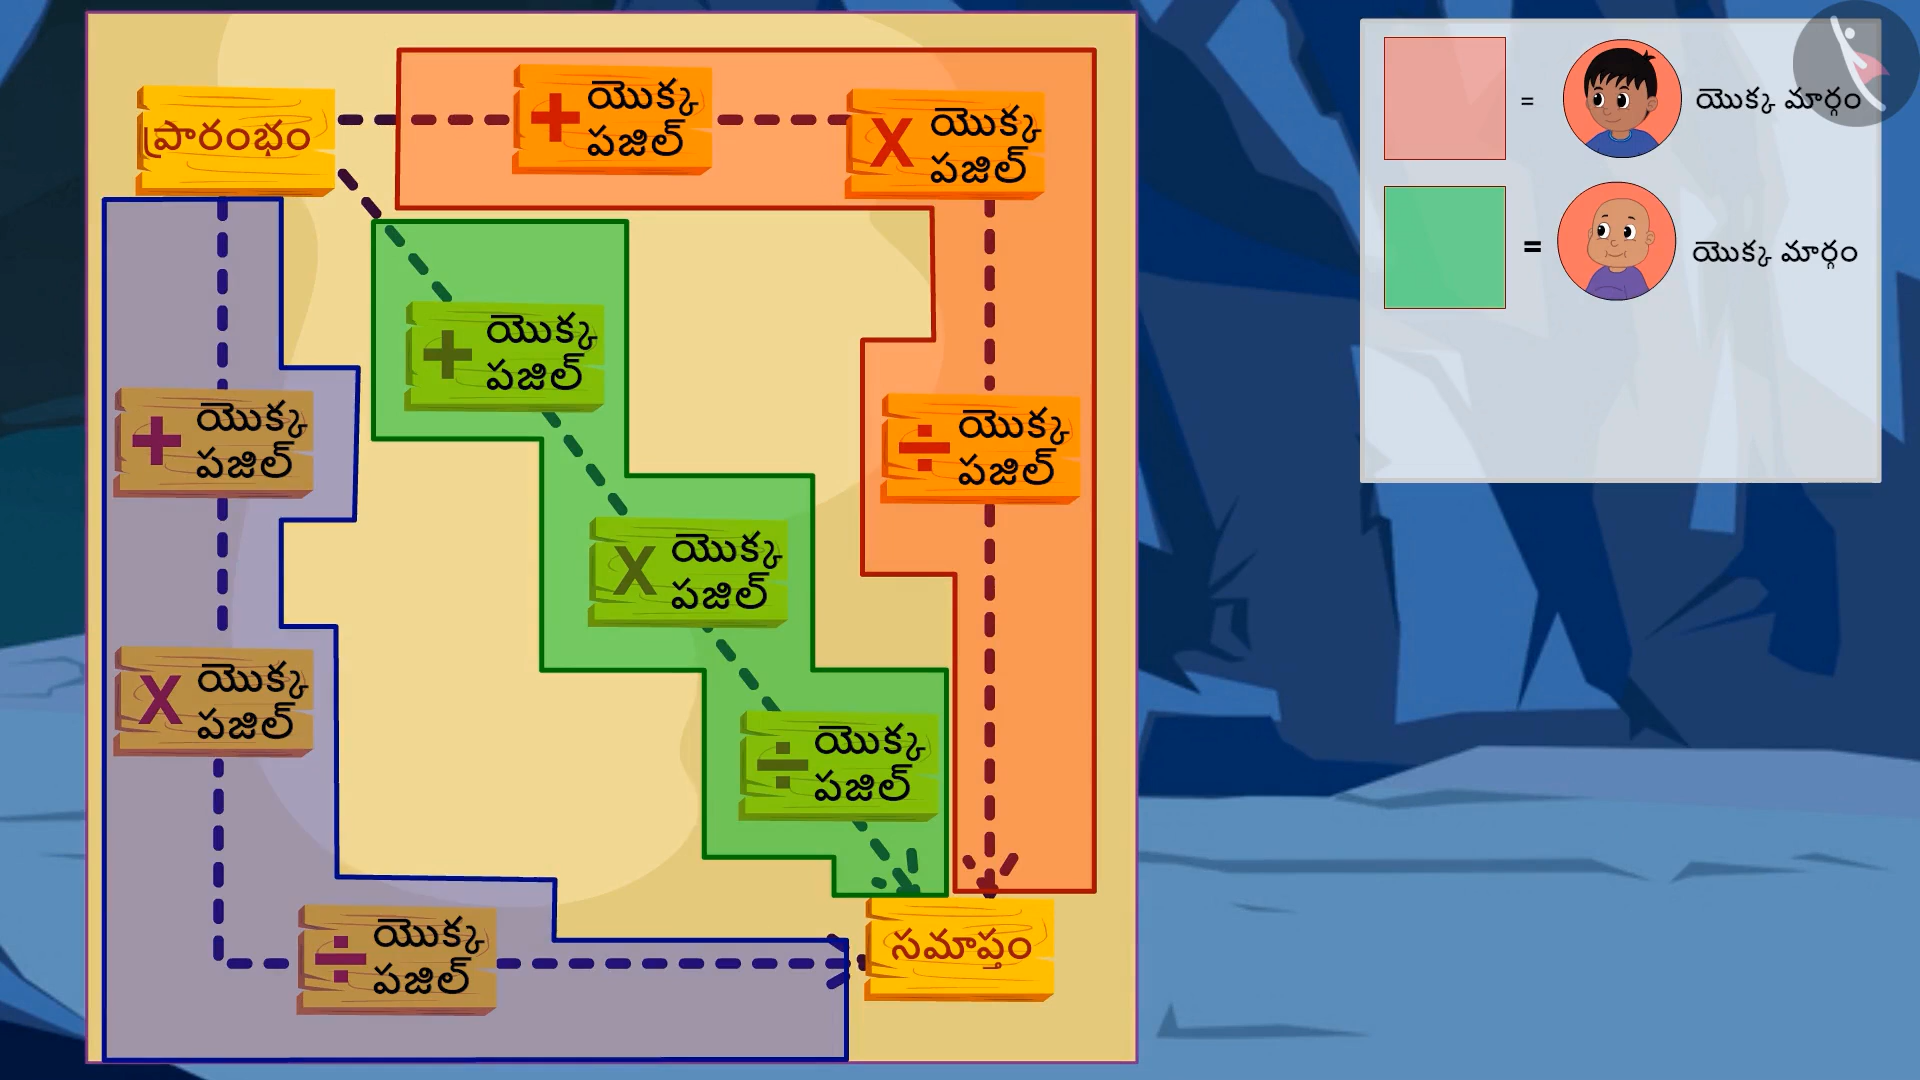 ప్రారంభం
+ యొక్క
పజిల్
X యొక్క
పజిల్
= యొక్క మార్గం
= యొక్క మార్గం
+ యొక్క
పజిల్
+ యొక్క
పజిల్
÷ యొక్క
పజిల్
X యొక్క
పజిల్
X యొక్క
పజిల్
÷ యొక్క
పజిల్
÷ యొక్క
పజిల్
సమాప్తం